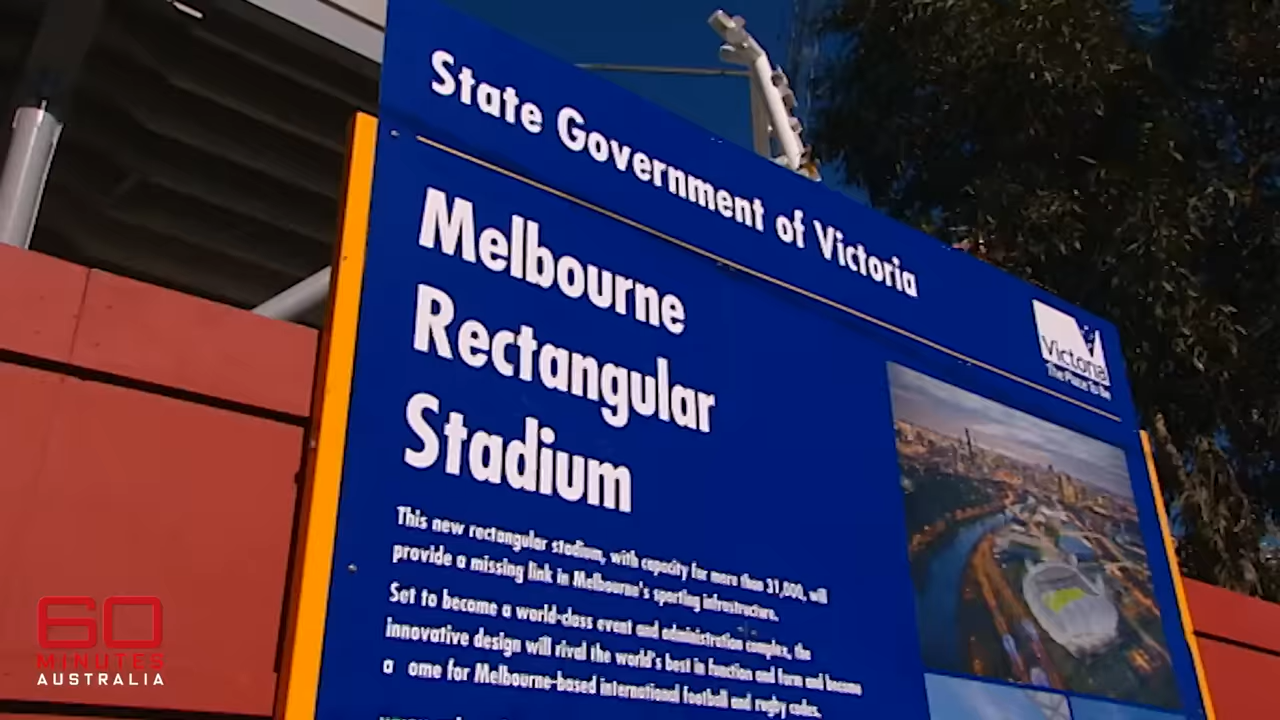 State Government of Victoria
Victoria
The Place To Be
Melbourne
Rectangular
Stadium
This new rectangular stadium, with capacity for more than 31,000, will
provide a missing link in Melbourne's sporting infrastructure.
Set to become a world-class event and administration complex, the
innovative design will rival the world's best in function and form and become
a ome for Melbourne-based international football and rugby codes.
60
MINUTES
AUSTRALIA